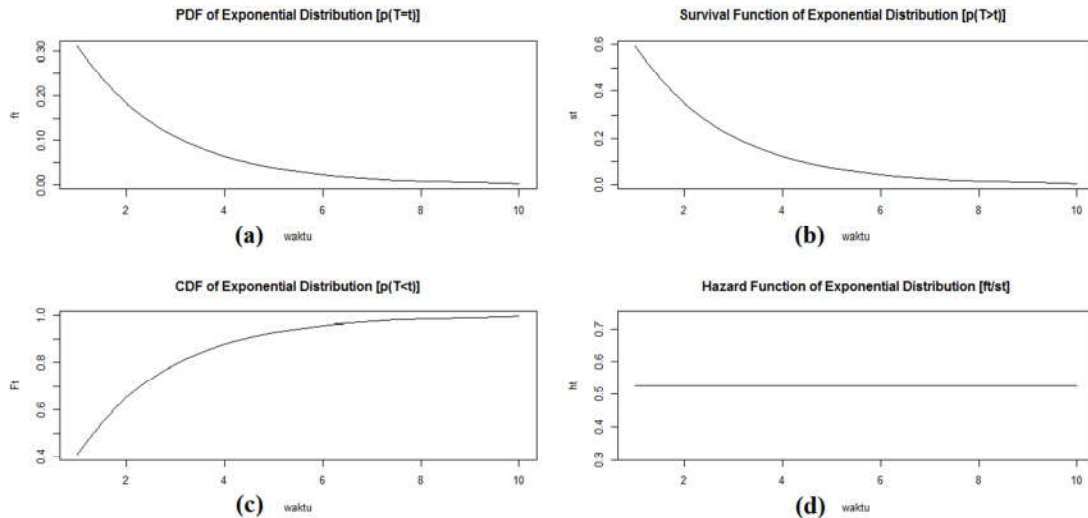 PDF of Exponential Distribution [p(T=t)]
ft
0.30
0.20
0.10
0.00
2 4 6 8 10
(a) waktu
Survival Function of Exponential Distribution [p(T>t)]
st
0.6
0.4
0.2
0.0
2 4 6 8 10
(b) waktu
CDF of Exponential Distribution [p(T<t)]
Ft
1.0
0.8
0.6
0.4
2 4 6 8 10
(c) waktu
Hazard Function of Exponential Distribution [ft/st]
ht
0.7
0.6
0.5
0.4
0.3
2 4 6 8 10
(d) waktu